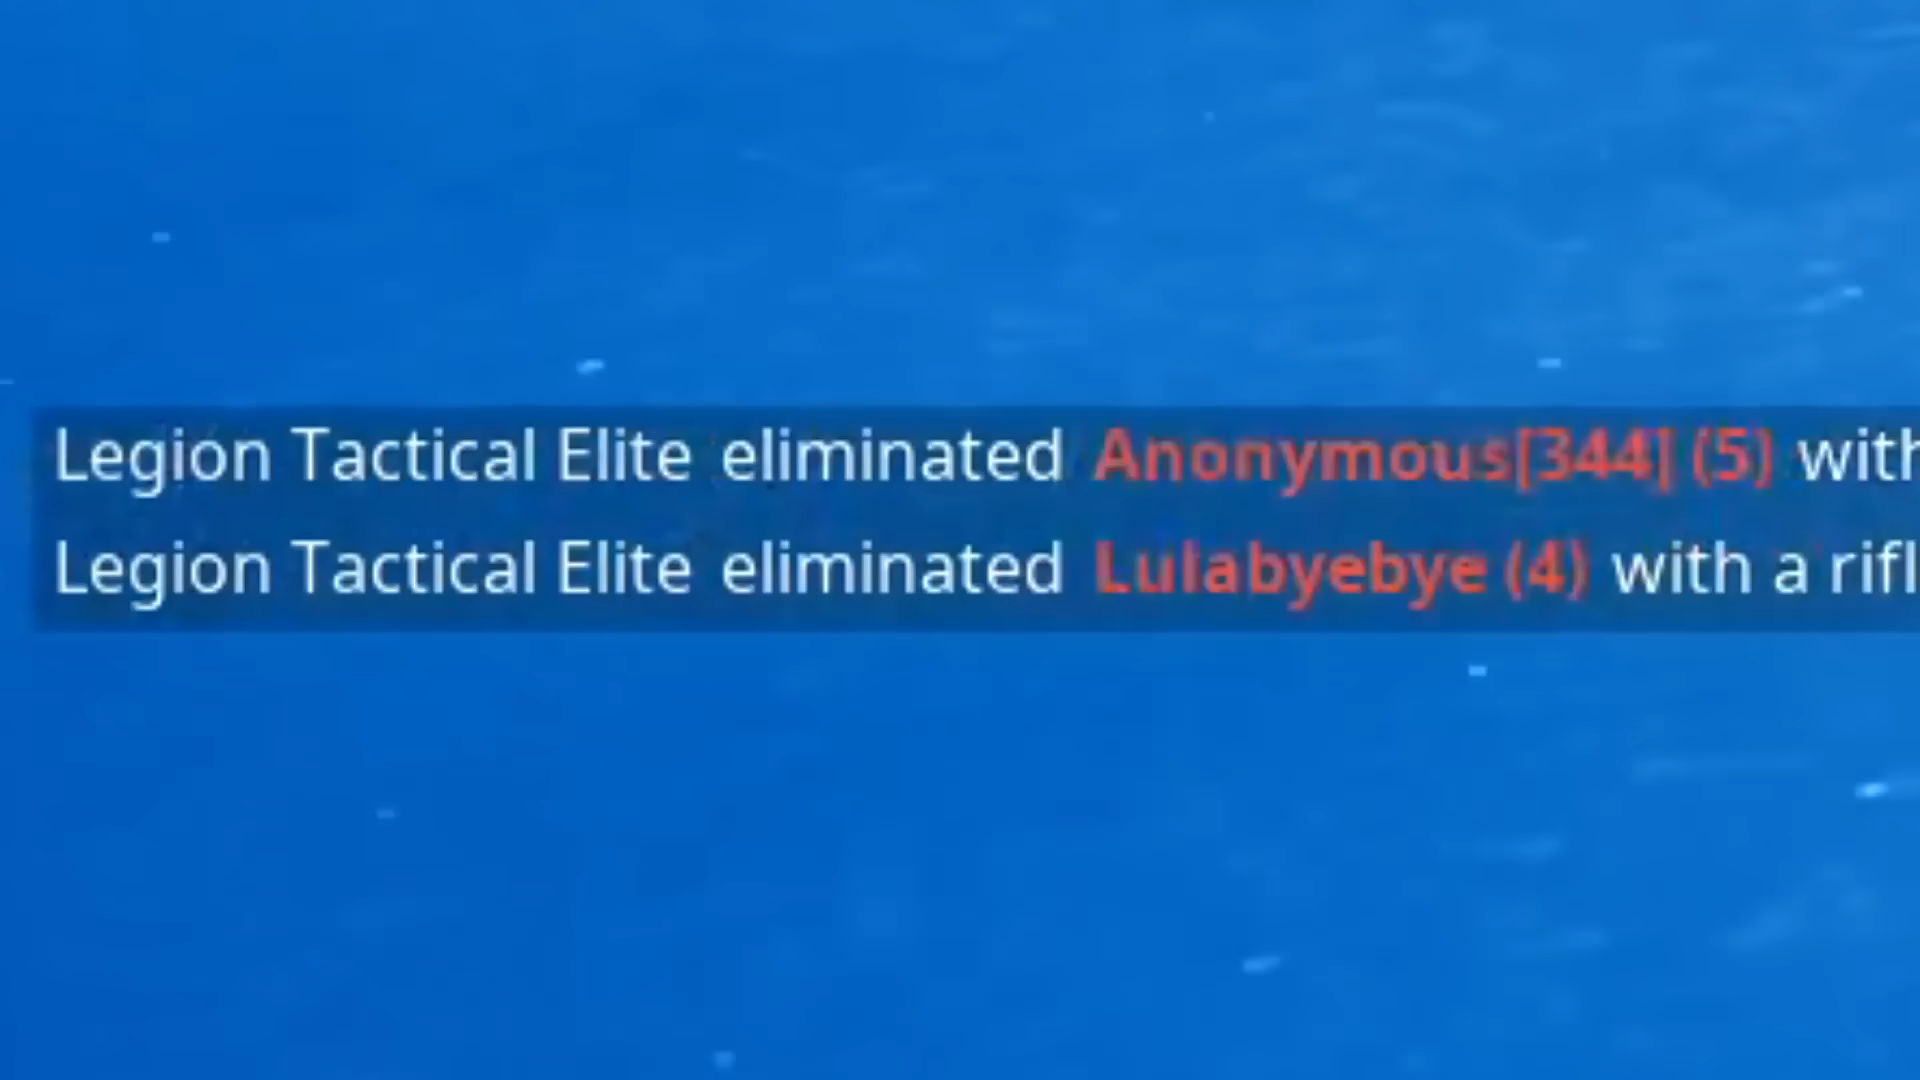 Legion Tactical Elite eliminated Anonymous[344] (5) with
Legion Tactical Elite eliminated Lulabyebye (4) with a rifl